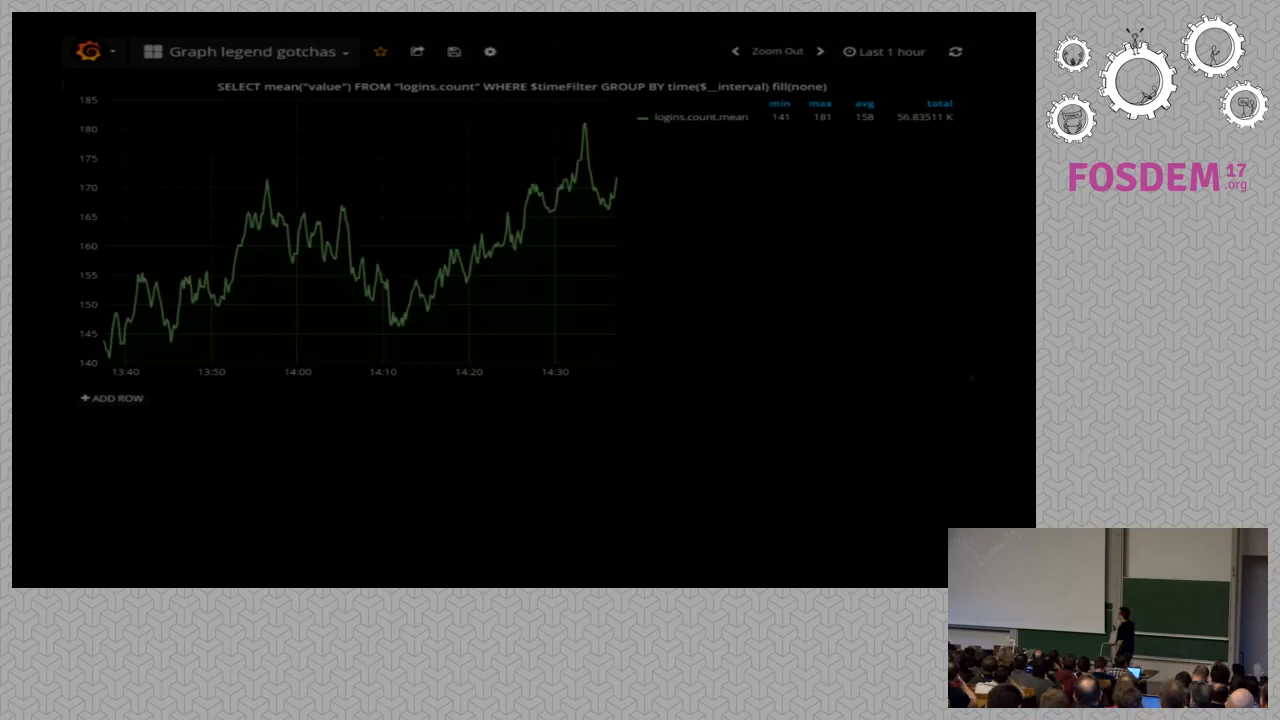 Graph legend gotchas
Zoom Out
Last 1 hour
SELECT mean("value") FROM "logins.count" WHERE $timeFilter GROUP BY time($__interval) fill(none)
185
180
175
170
165
160
155
150
145
140
13:40 13:50 14:00 14:10 14:20 14:30
min max avg total
logins.count.mean 141 181 158 56.83511 K
ADD ROW
FOSDEM 17
.org